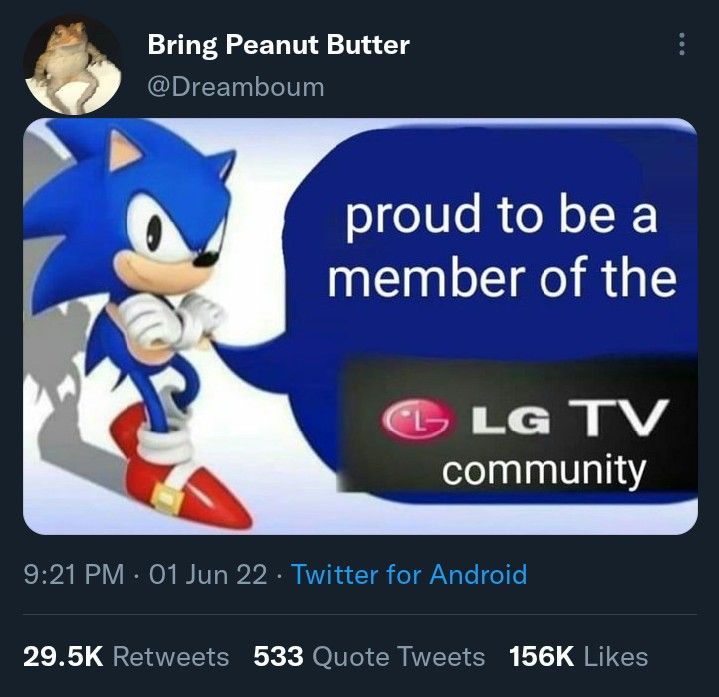 Bring Peanut Butter
@Dreamboum
proud to be a
member of the
LG LG TV
community
9:21 PM · 01 Jun 22 · Twitter for Android
29.5K Retweets 533 Quote Tweets 156K Likes